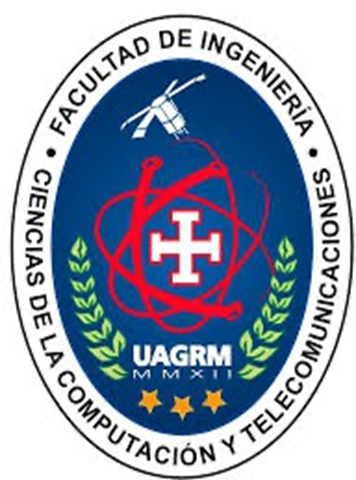 FACULTAD DE INGENIERÍA
CIENCIAS DE LA COMPUTACIÓN Y TELECOMUNICACIONES
UAGRM
MMXII